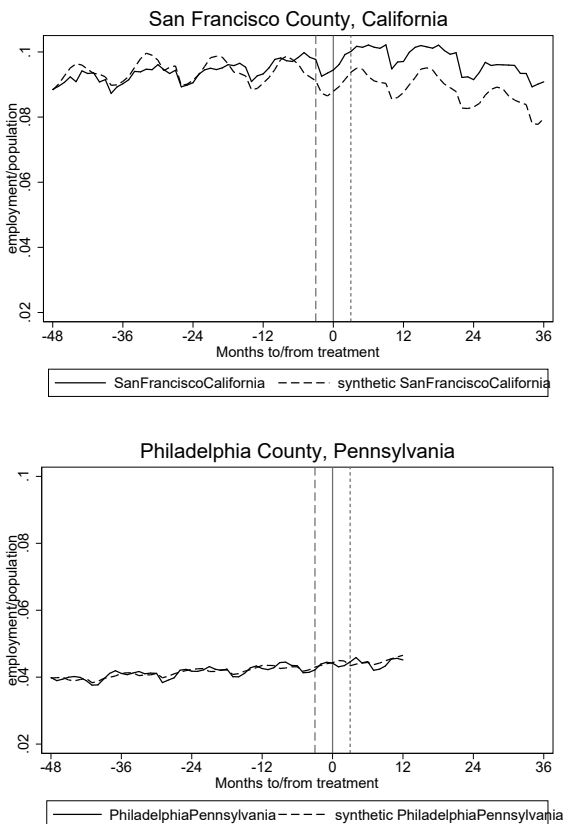 San Francisco County, California
employment/population
.1
.08
.06
.04
.02
-48 -36 -24 -12 0 12 24 36
Months to/from treatment
SanFranciscoCalifornia synthetic SanFranciscoCalifornia
Philadelphia County, Pennsylvania
employment/population
.1
.08
.06
.04
.02
-48 -36 -24 -12 0 12 24 36
Months to/from treatment
PhiladelphiaPennsylvania synthetic PhiladelphiaPennsylvania